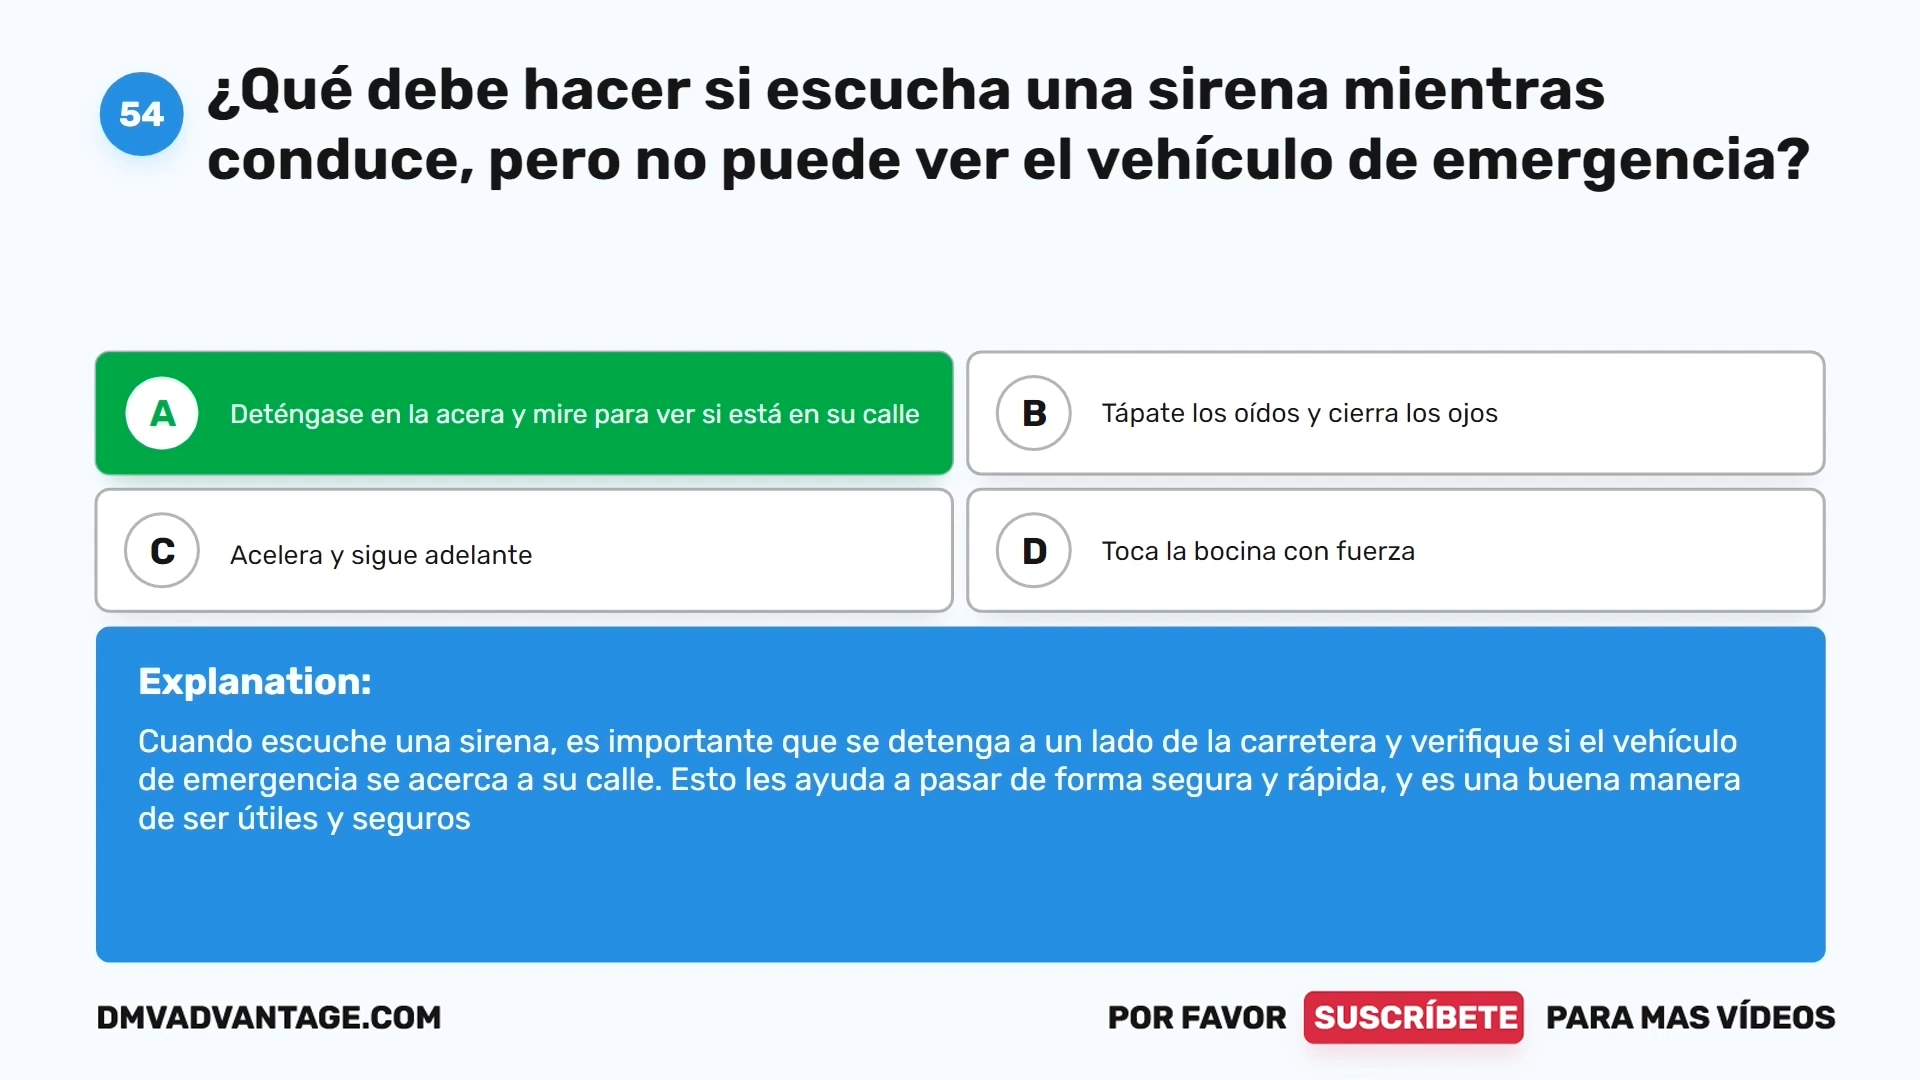 54
¿Qué debe hacer si escucha una sirena mientras
conduce, pero no puede ver el vehículo de emergencia?
A
Deténgase en la acera y mire para ver si está en su calle
B
Tápate los oídos y cierra los ojos
C
Acelera y sigue adelante
D
Toca la bocina con fuerza
Explanation:
Cuando escuche una sirena, es importante que se detenga a un lado de la carretera y verifique si el vehículo
de emergencia se acerca a su calle. Esto les ayuda a pasar de forma segura y rápida, y es una buena manera
de ser útiles y seguros
DMVADVANTAGE.COM
POR FAVOR SUSCRÍBETE PARA MAS VÍDEOS